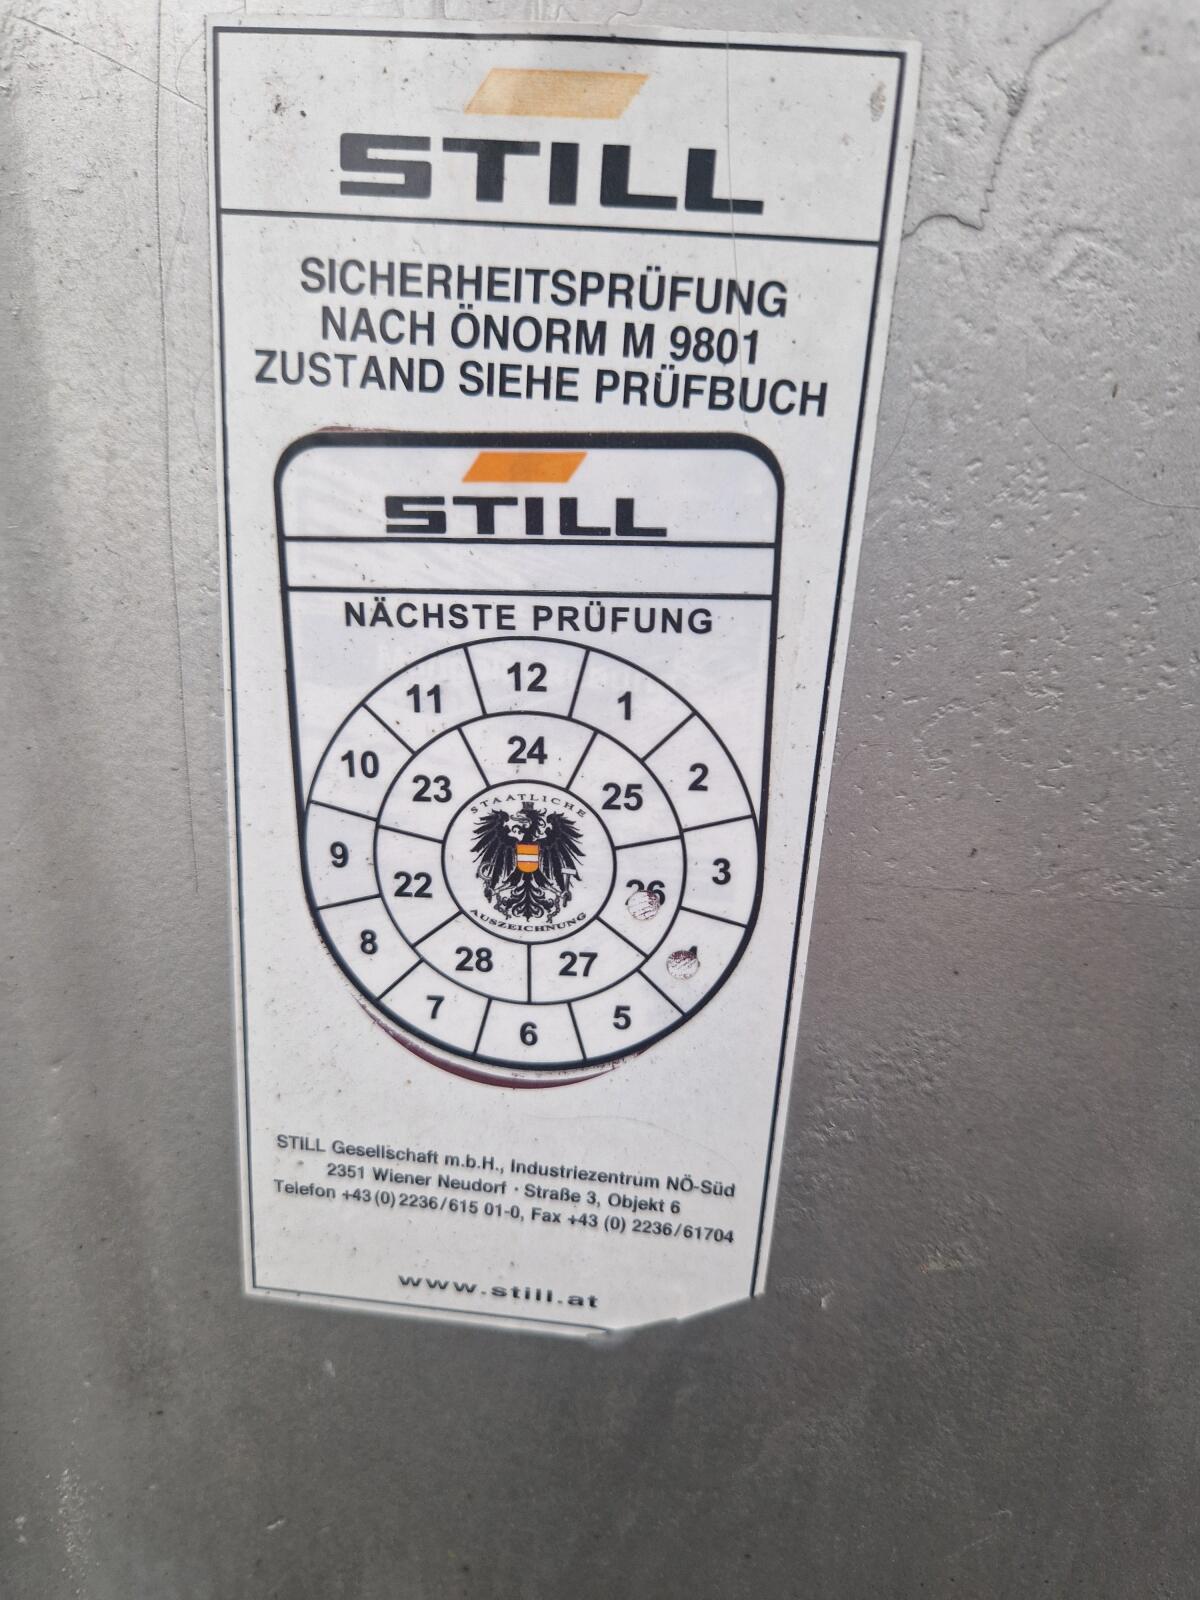 STILL
SICHERHEITSPRÜFUNG
NACH ÖNORM M 9801
ZUSTAND SIEHE PRÜFBUCH
STILL
NÄCHSTE PRÜFUNG
12
1
2
3
5
6
7
8
9
10
11
24
25
26
27
28
22
23
STAATLICHE
AUSZEICHNUNG
STILL Gesellschaft m.b.H., Industriezentrum NÖ-Süd
2351 Wiener Neudorf · Straße 3, Objekt 6
Telefon +43 (0) 2236/615 01-0, Fax +43 (0) 2236/61704
www.still.at